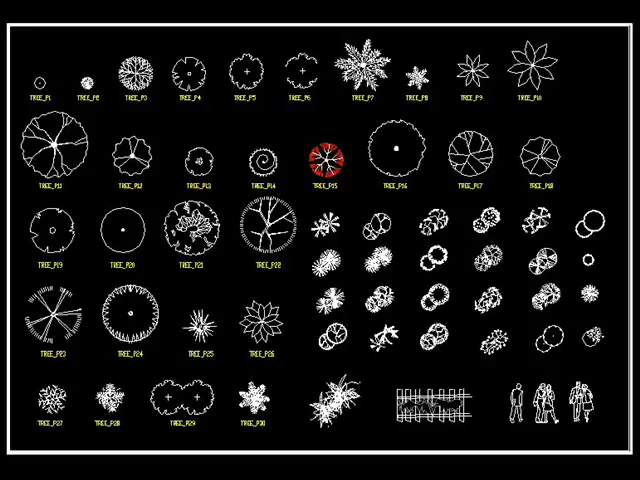 TREE_P1 TREE_P2 TREE_P3 TREE_P4 TREE_P5 TREE_P6 TREE_P7 TREE_P8 TREE_P9 TREE_P10
TREE_P11 TREE_P12 TREE_P13 TREE_P14 TREE_P15 TREE_P16 TREE_P17 TREE_P18
TREE_P19 TREE_P20 TREE_P21 TREE_P22
TREE_P23 TREE_P24 TREE_P25 TREE_P26
TREE_P27 TREE_P28 TREE_P29 TREE_P30